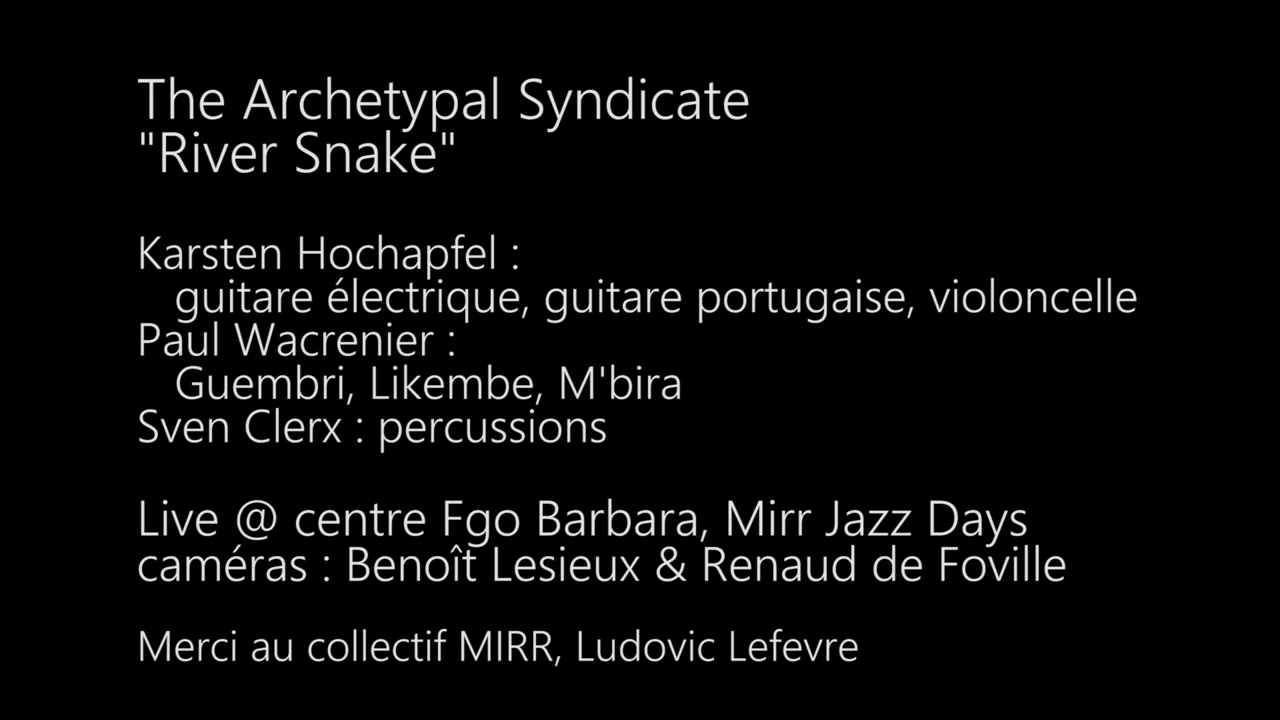 The Archetypal Syndicate
"River Snake"
Karsten Hochapfel :
guitare électrique, guitare portugaise, violoncelle
Paul Wacrenier :
Guembri, Likembe, M'bira
Sven Clerx : percussions
Live @ centre Fgo Barbara, Mirr Jazz Days
caméras : Benoît Lesieux & Renaud de Foville
Merci au collectif MIRR, Ludovic Lefevre